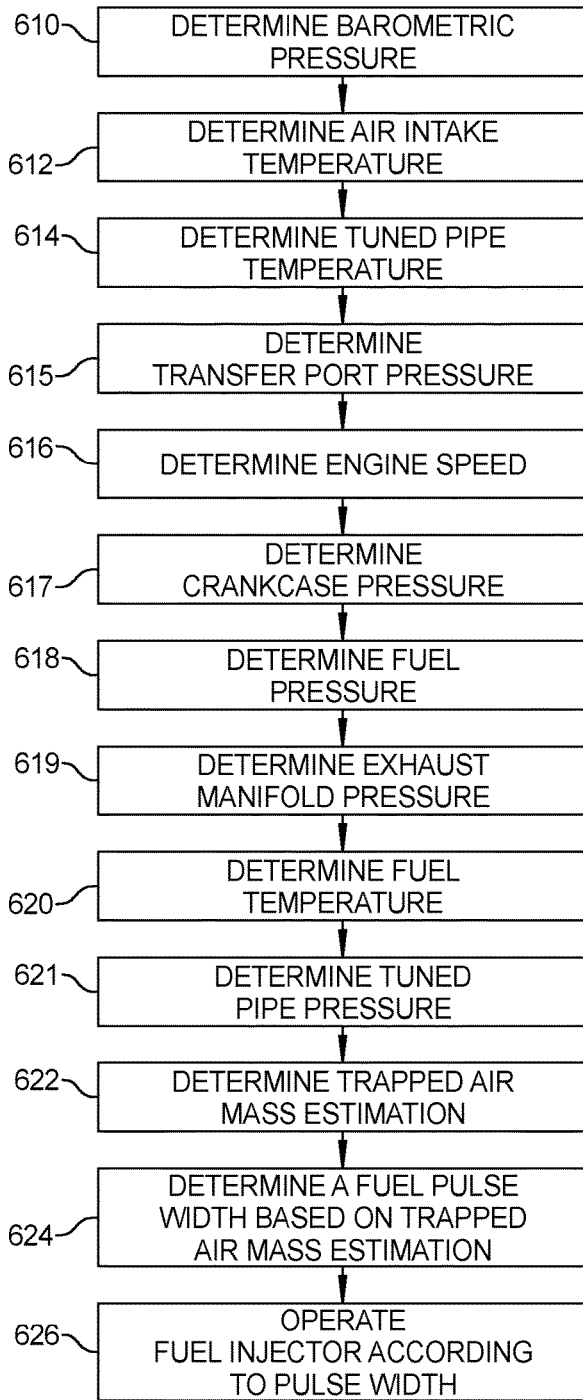 610
DETERMINE BAROMETRIC
PRESSURE
612
DETERMINE AIR INTAKE
TEMPERATURE
614
DETERMINE TUNED PIPE
TEMPERATURE
615
DETERMINE
TRANSFER PORT PRESSURE
616
DETERMINE ENGINE SPEED
617
DETERMINE
CRANKCASE PRESSURE
618
DETERMINE FUEL
PRESSURE
619
DETERMINE EXHAUST
MANIFOLD PRESSURE
620
DETERMINE FUEL
TEMPERATURE
621
DETERMINE TUNED
PIPE PRESSURE
622
DETERMINE TRAPPED AIR
MASS ESTIMATION
624
DETERMINE A FUEL PULSE
WIDTH BASED ON TRAPPED
AIR MASS ESTIMATION
626
OPERATE
FUEL INJECTOR ACCORDING
TO PULSE WIDTH